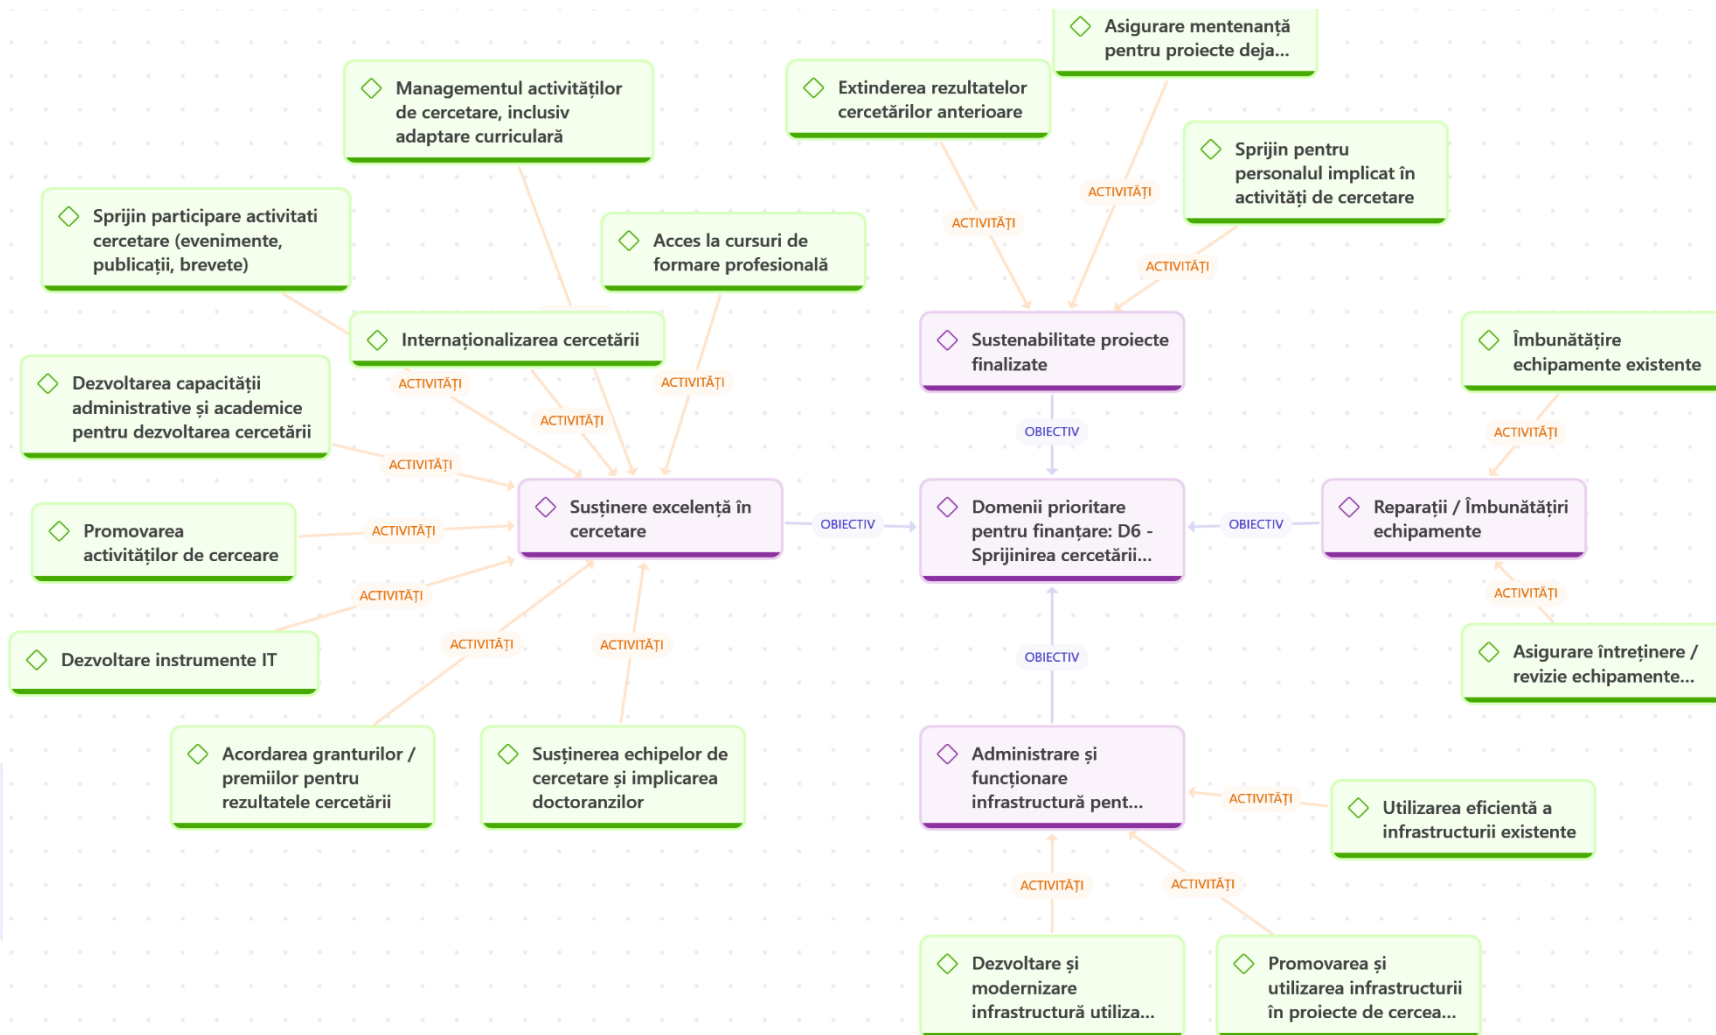 Asigurare mentenanță
pentru proiecte deja...
Managementul activităților
de cercetare, inclusiv
adaptare curriculară
Extinderea rezultatelor
cercetărilor anterioare
Sprijin pentru
personalul implicat în
activități de cercetare
ACTIVITĂȚI
ACTIVITĂȚI
ACTIVITĂȚI
Sprijin participare activitati
cercetare (evenimente,
publicații, brevete)
Acces la cursuri de
formare profesională
Internaționalizarea cercetării
Sustenabilitate proiecte
finalizate
Îmbunătățire
echipamente existente
Dezvoltarea capacității
administrative și academice
pentru dezvoltarea cercetării
ACTIVITĂȚI
ACTIVITĂȚI
ACTIVITĂȚI
OBIECTIV
ACTIVITĂȚI
ACTIVITĂȚI
Promovarea
activităților de cerceare
ACTIVITĂȚI
Susținere excelență în
cercetare
OBIECTIV
Domenii prioritare
pentru finanțare: D6 -
Sprijinirea cercetării...
OBIECTIV
Reparații / Îmbunătățiri
echipamente
ACTIVITĂȚI
ACTIVITĂȚI
Dezvoltare instrumente IT
ACTIVITĂȚI
ACTIVITĂȚI
OBIECTIV
Asigurare întreținere /
revizie echipamente...
Acordarea granturilor /
premiilor pentru
rezultatele cercetării
Susținerea echipelor de
cercetare și implicarea
doctoranzilor
Administrare și
funcționare
infrastructură pent...
ACTIVITĂȚI
Utilizarea eficientă a
infrastructurii existente
ACTIVITĂȚI
ACTIVITĂȚI
Dezvoltare și
modernizare
infrastructură utiliza...
Promovarea și
utilizarea infrastructurii
în proiecte de cercea...